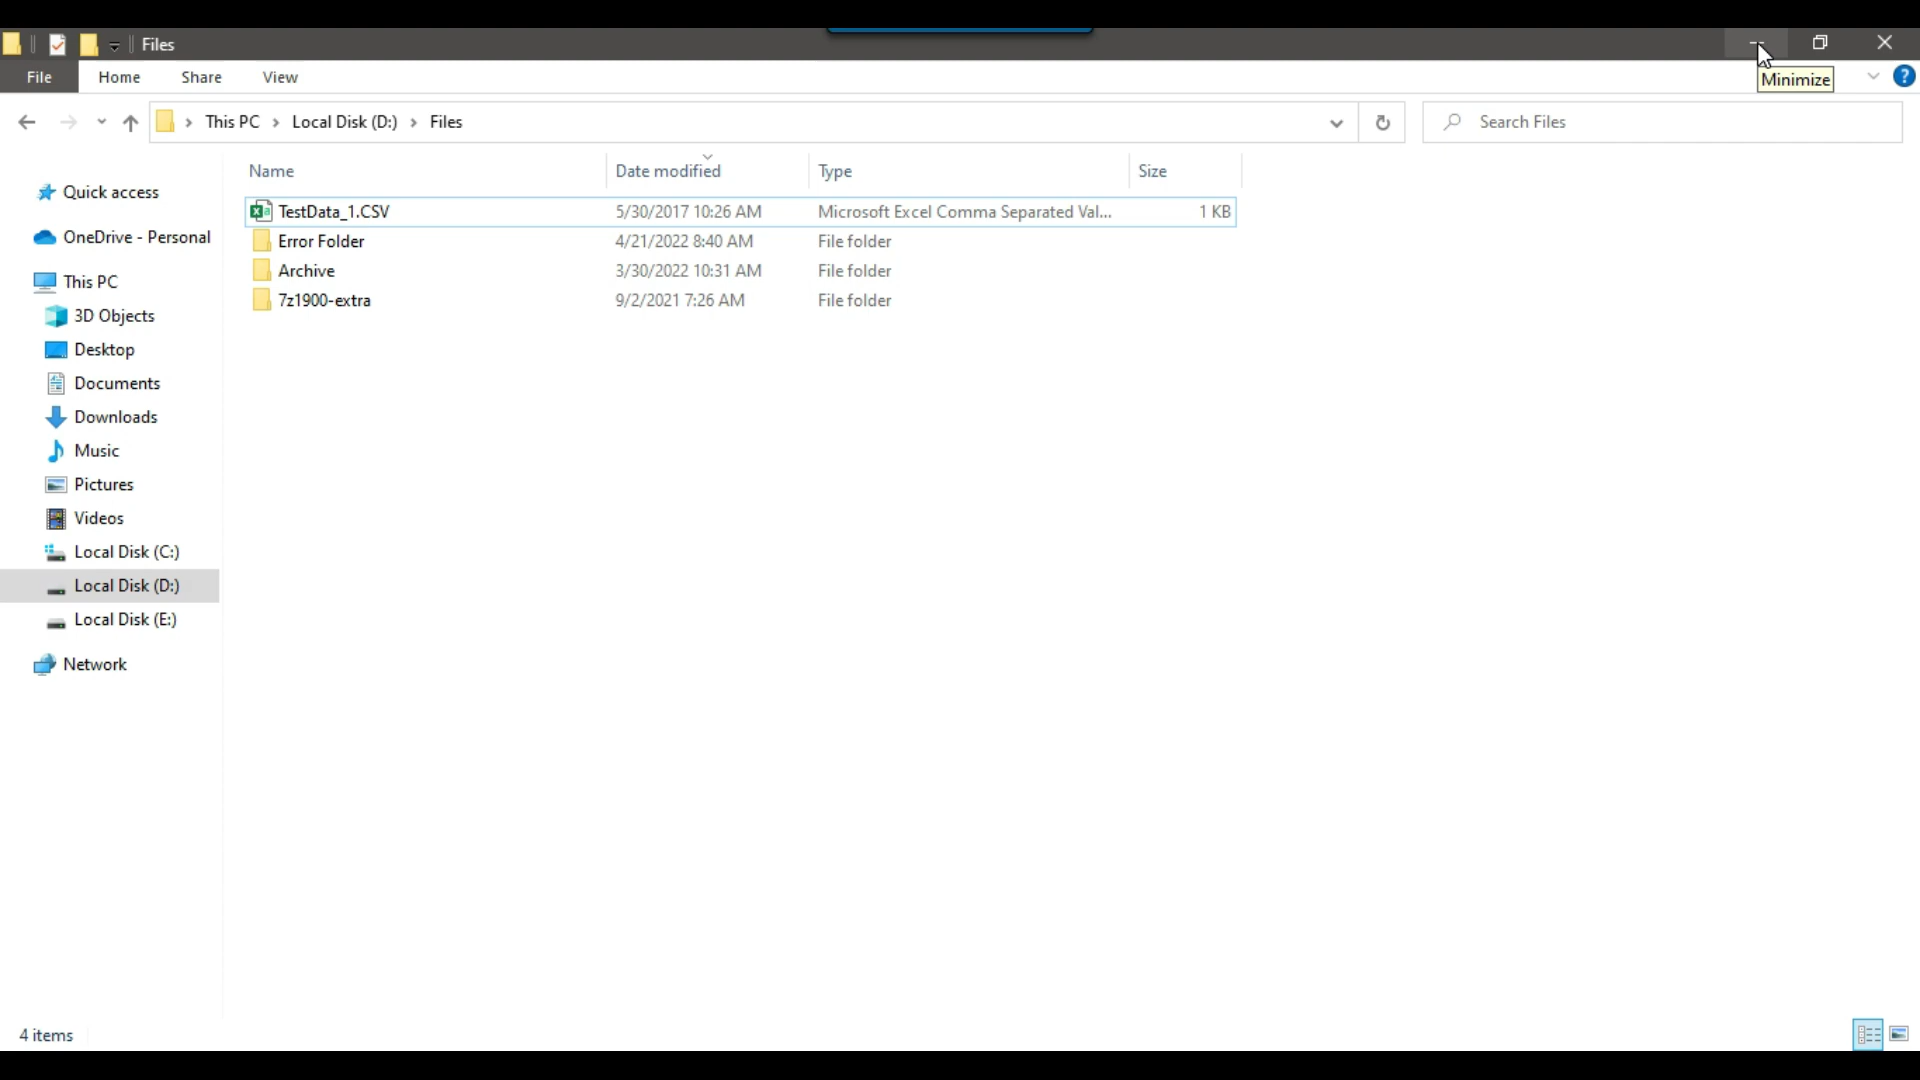 Files
File Home Share View
Minimize
?
This PC > Local Disk (D:) > Files
Search Files
Name Date modified Type Size
TestData_1.CSV 5/30/2017 10:26 AM Microsoft Excel Comma Separated Val... 1 KB
Error Folder 4/21/2022 8:40 AM File folder
Archive 3/30/2022 10:31 AM File folder
7z1900-extra 9/2/2021 7:26 AM File folder
Quick access
OneDrive - Personal
This PC
3D Objects
Desktop
Documents
Downloads
Music
Pictures
Videos
Local Disk (C:)
Local Disk (D:)
Local Disk (E:)
Network
4 items